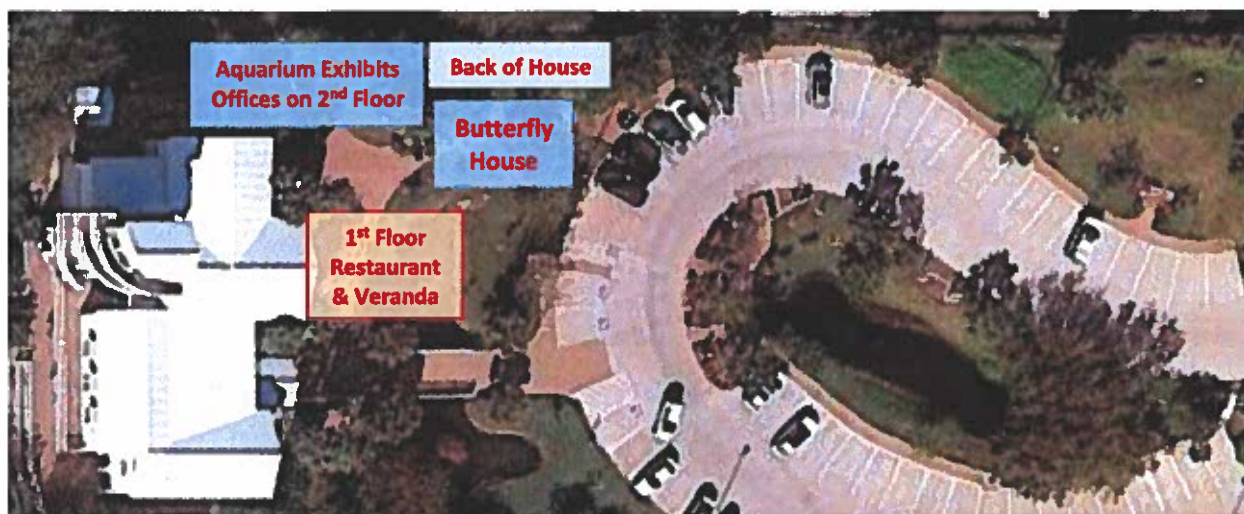 Aquarium Exhibits
Offices on 2nd Floor
Back of House
Butterfly
House
1st Floor
Restaurant
& Veranda